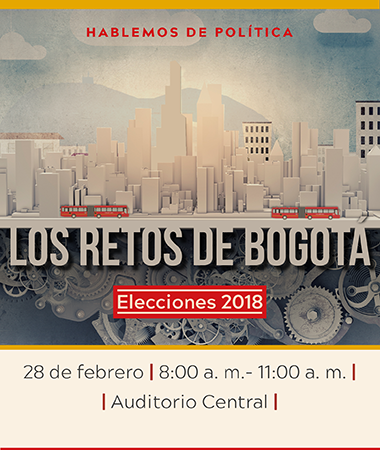 HABLEMOS DE POLÍTICA
LOS RETOS DE BOGOTÁ
Elecciones 2018
28 de febrero | 8:00 a. m.- 11:00 a. m. |
| Auditorio Central |